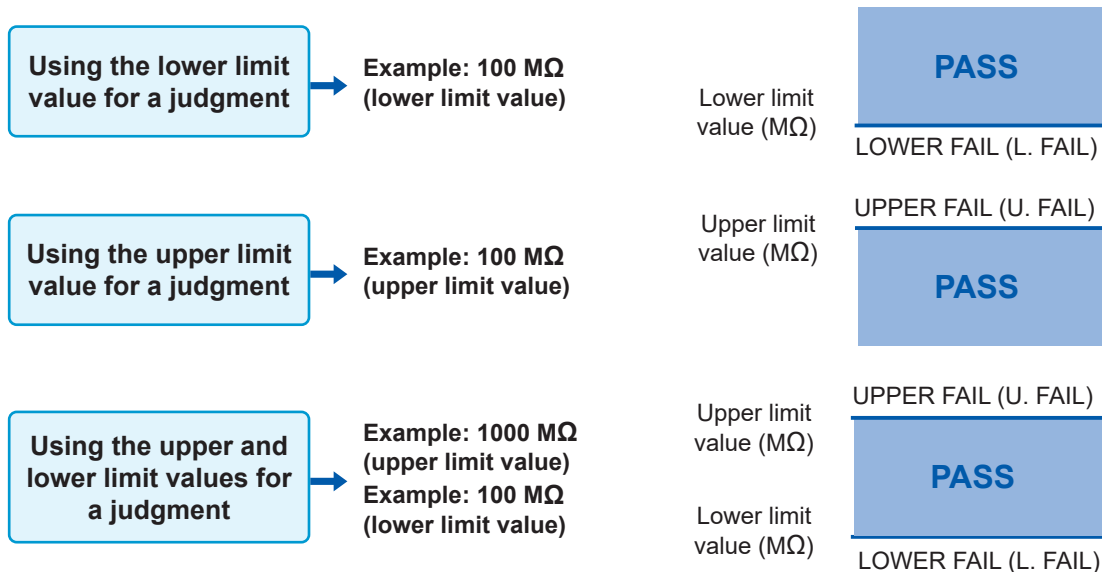 Using the lower limit
value for a judgment
Example: 100 MΩ
(lower limit value)
Lower limit
value (MΩ)
PASS
LOWER FAIL (L. FAIL)
Using the upper limit
value for a judgment
Example: 100 MΩ
(upper limit value)
Upper limit
value (MΩ)
UPPER FAIL (U. FAIL)
PASS
Using the upper and
lower limit values for
a judgment
Example: 1000 MΩ
(upper limit value)
Example: 100 MΩ
(lower limit value)
Upper limit
value (MΩ)
Lower limit
value (MΩ)
UPPER FAIL (U. FAIL)
PASS
LOWER FAIL (L. FAIL)